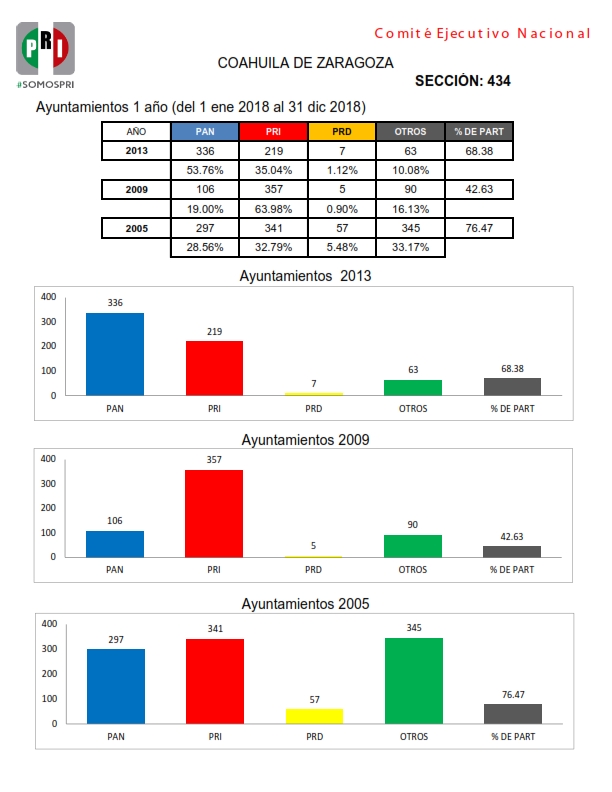 Comité Ejecutivo Nacional
PRI
#SOMOSPRI
COAHUILA DE ZARAGOZA
SECCIÓN: 434
Ayuntamientos 1 año (del 1 ene 2018 al 31 dic 2018)
AÑO PAN PRI PRD OTROS % DE PART
2013 336 219 7 63 68.38
53.76% 35.04% 1.12% 10.08%
2009 106 357 5 90 42.63
19.00% 63.98% 0.90% 16.13%
2005 297 341 57 345 76.47
28.56% 32.79% 5.48% 33.17%
Ayuntamientos 2013
400
300
200
100
0
336 219 7 63 68.38
PAN PRI PRD OTROS % DE PART
Ayuntamientos 2009
400
300
200
100
0
106 357 5 90 42.63
PAN PRI PRD OTROS % DE PART
Ayuntamientos 2005
400
300
200
100
0
297 341 57 345 76.47
PAN PRI PRD OTROS % DE PART